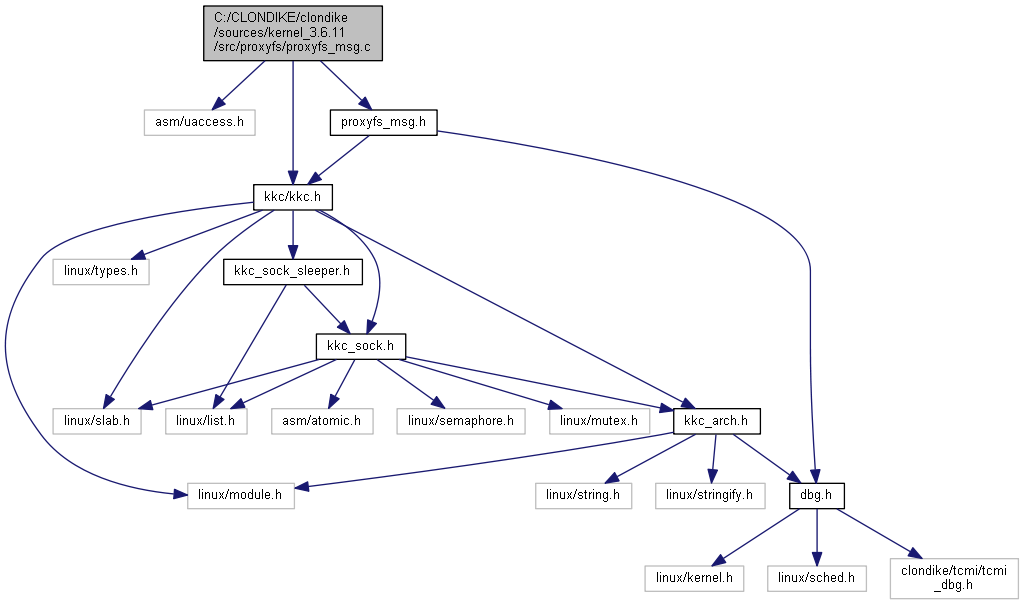 C:/CLONDIKE/clondike
/sources/kernel_3.6.11
/src/proxyfs/proxyfs_msg.c
asm/uaccess.h
proxyfs_msg.h
kkc/kkc.h
linux/types.h
kkc_sock_sleeper.h
kkc_sock.h
linux/slab.h
linux/list.h
asm/atomic.h
linux/semaphore.h
linux/mutex.h
kkc_arch.h
linux/module.h
linux/string.h
linux/stringify.h
dbg.h
linux/kernel.h
linux/sched.h
clondike/tcmi/tcmi
_dbg.h